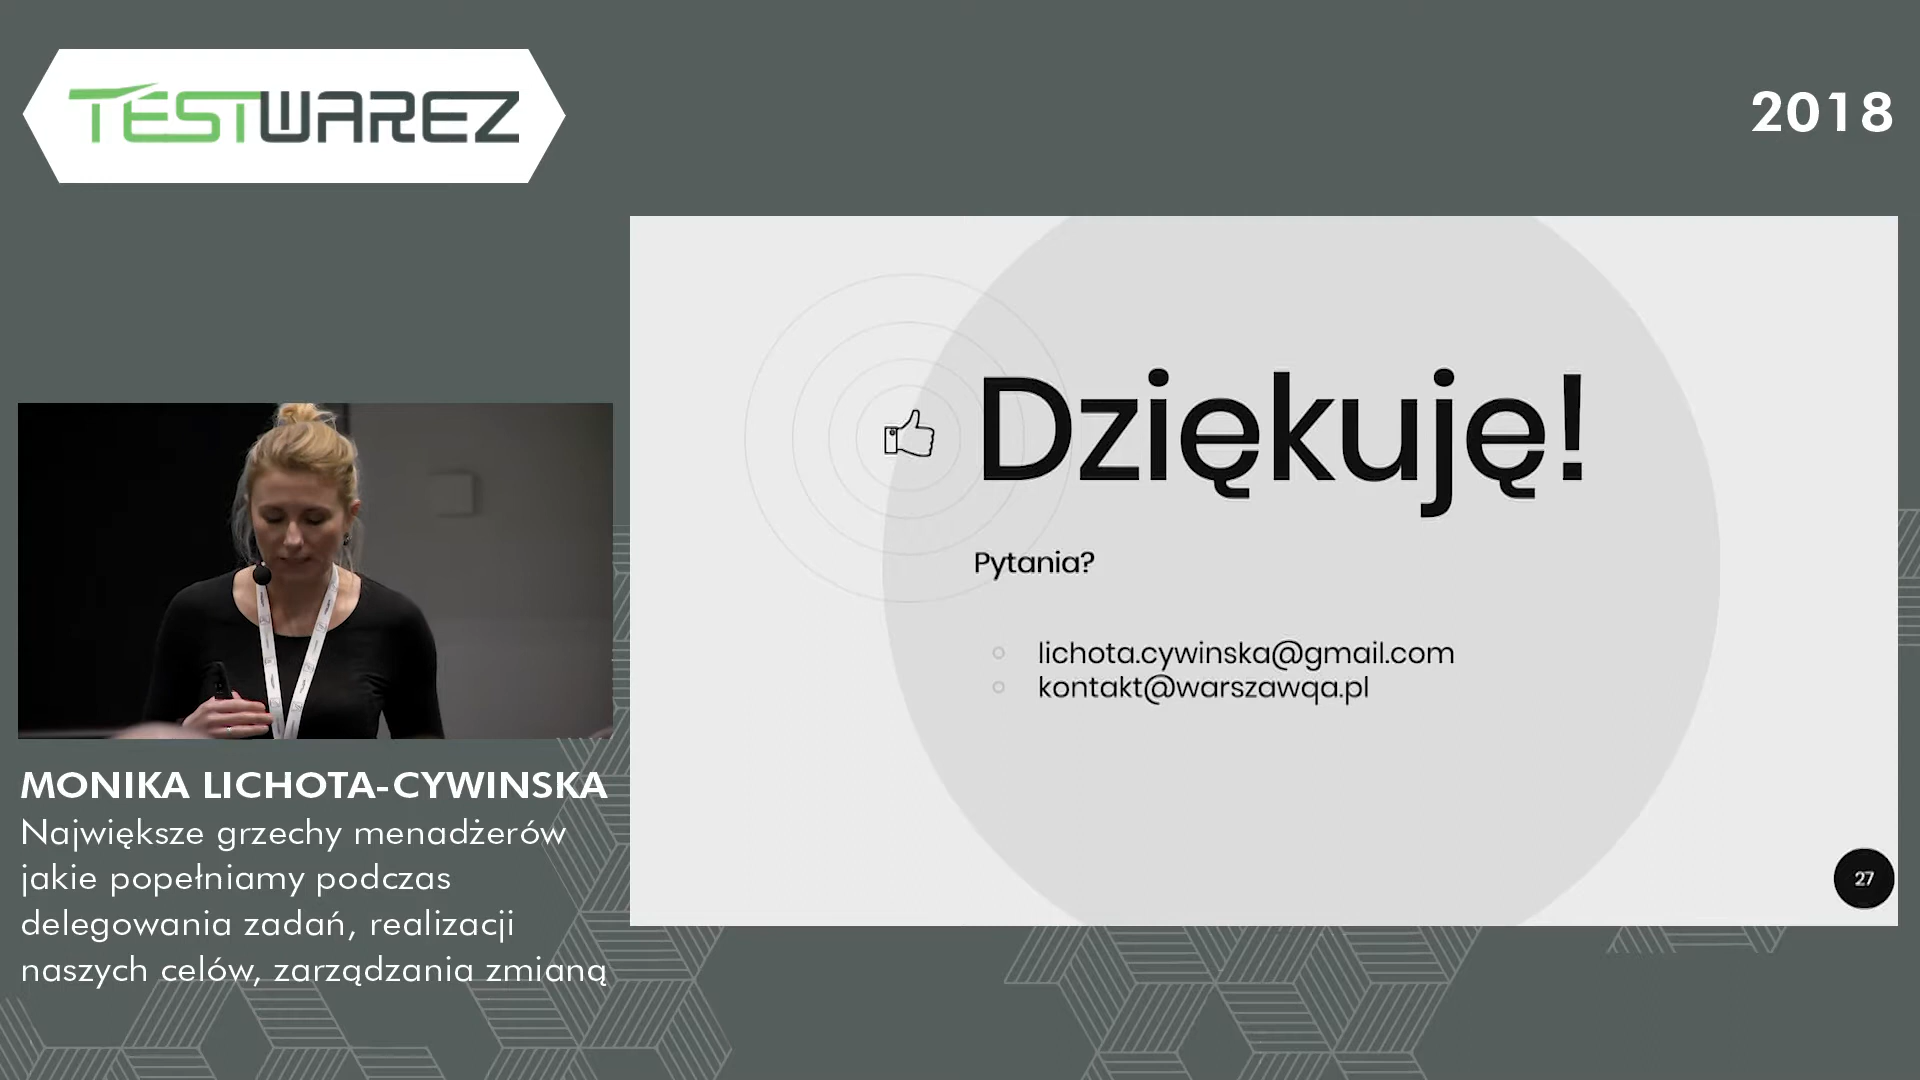 TESTWAREZ
2018
Dziękuję!
Pytania?
lichota.cywinska@gmail.com
kontakt@warszawqa.pl
27
MONIKA LICHOTA-CYWINSKA
Największe grzechy menadżerów
jakie popełniamy podczas
delegowania zadań, realizacji
naszych celów, zarządzania zmianą